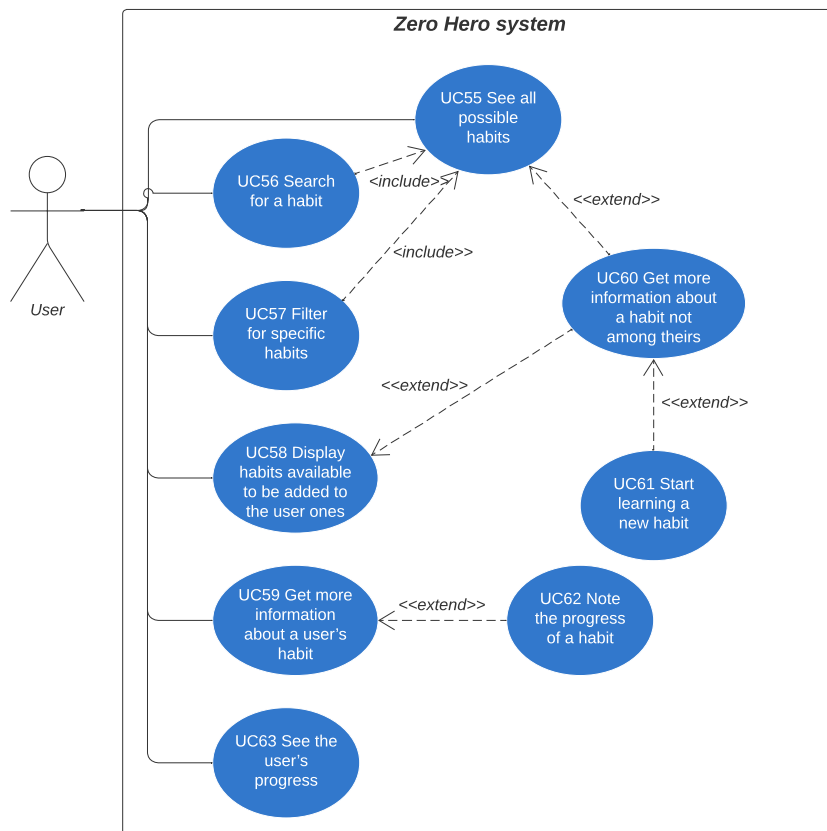 Zero Hero system
UC55 See all
possible
habits
UC56 Search
for a habit
<include>>
<<extend>>
<include>>
UC60 Get more
information about
a habit not
among theirs
User
UC57 Filter
for specific
habits
<<extend>>
<<extend>>
UC58 Display
habits available
to be added to
the user ones
UC61 Start
learning a
new habit
UC59 Get more
information
about a user's
habit
<<extend>>
UC62 Note
the progress
of a habit
UC63 See the
user's
progress